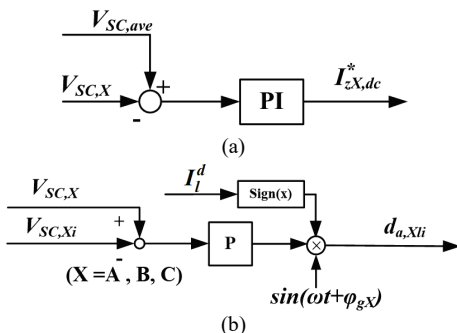 V_{SC,ave}
V_{SC,X}
+
-
PI
I^*_{zX,dc}
(a)
I_l^d
Sign(x)
V_{SC,X}
V_{SC,Xi}
+
-
P
×
d_{a,Xli}
(X =A , B, C)
sin(ωt+φ_{gX})
(b)